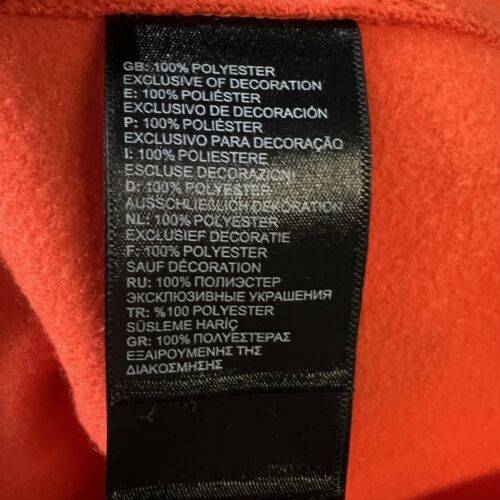 GB: 100% POLYESTER
EXCLUSIVE OF DECORATION
E: 100% POLIÉSTER
EXCLUSIVO DE DECORACIÓN
P: 100% POLIÉSTER
EXCLUSIVO PARA DECORAÇÃO
I: 100% POLIESTERE
ESCLUSE DECORAZIONI
D: 100% POLYESTER
AUSSCHLIEẞLICH DEKORATION
NL: 100% POLYESTER
EXCLUSIEF DECORATIE
F: 100% POLYESTER
SAUF DÉCORATION
RU: 100% ПОЛИЭСТЕР
ЭКСКЛЮЗИВНЫЕ УКРАШЕНИЯ
TR: %100 POLYESTER
SÜSLEME HARİÇ
GR: 100% ΠΟΛΥΕΣΤΕΡΑΣ
ΕΞΑΙΡΟΥΜΕΝΗΣ ΤΗΣ
ΔΙΑΚΟΣΜΗΣΗΣ